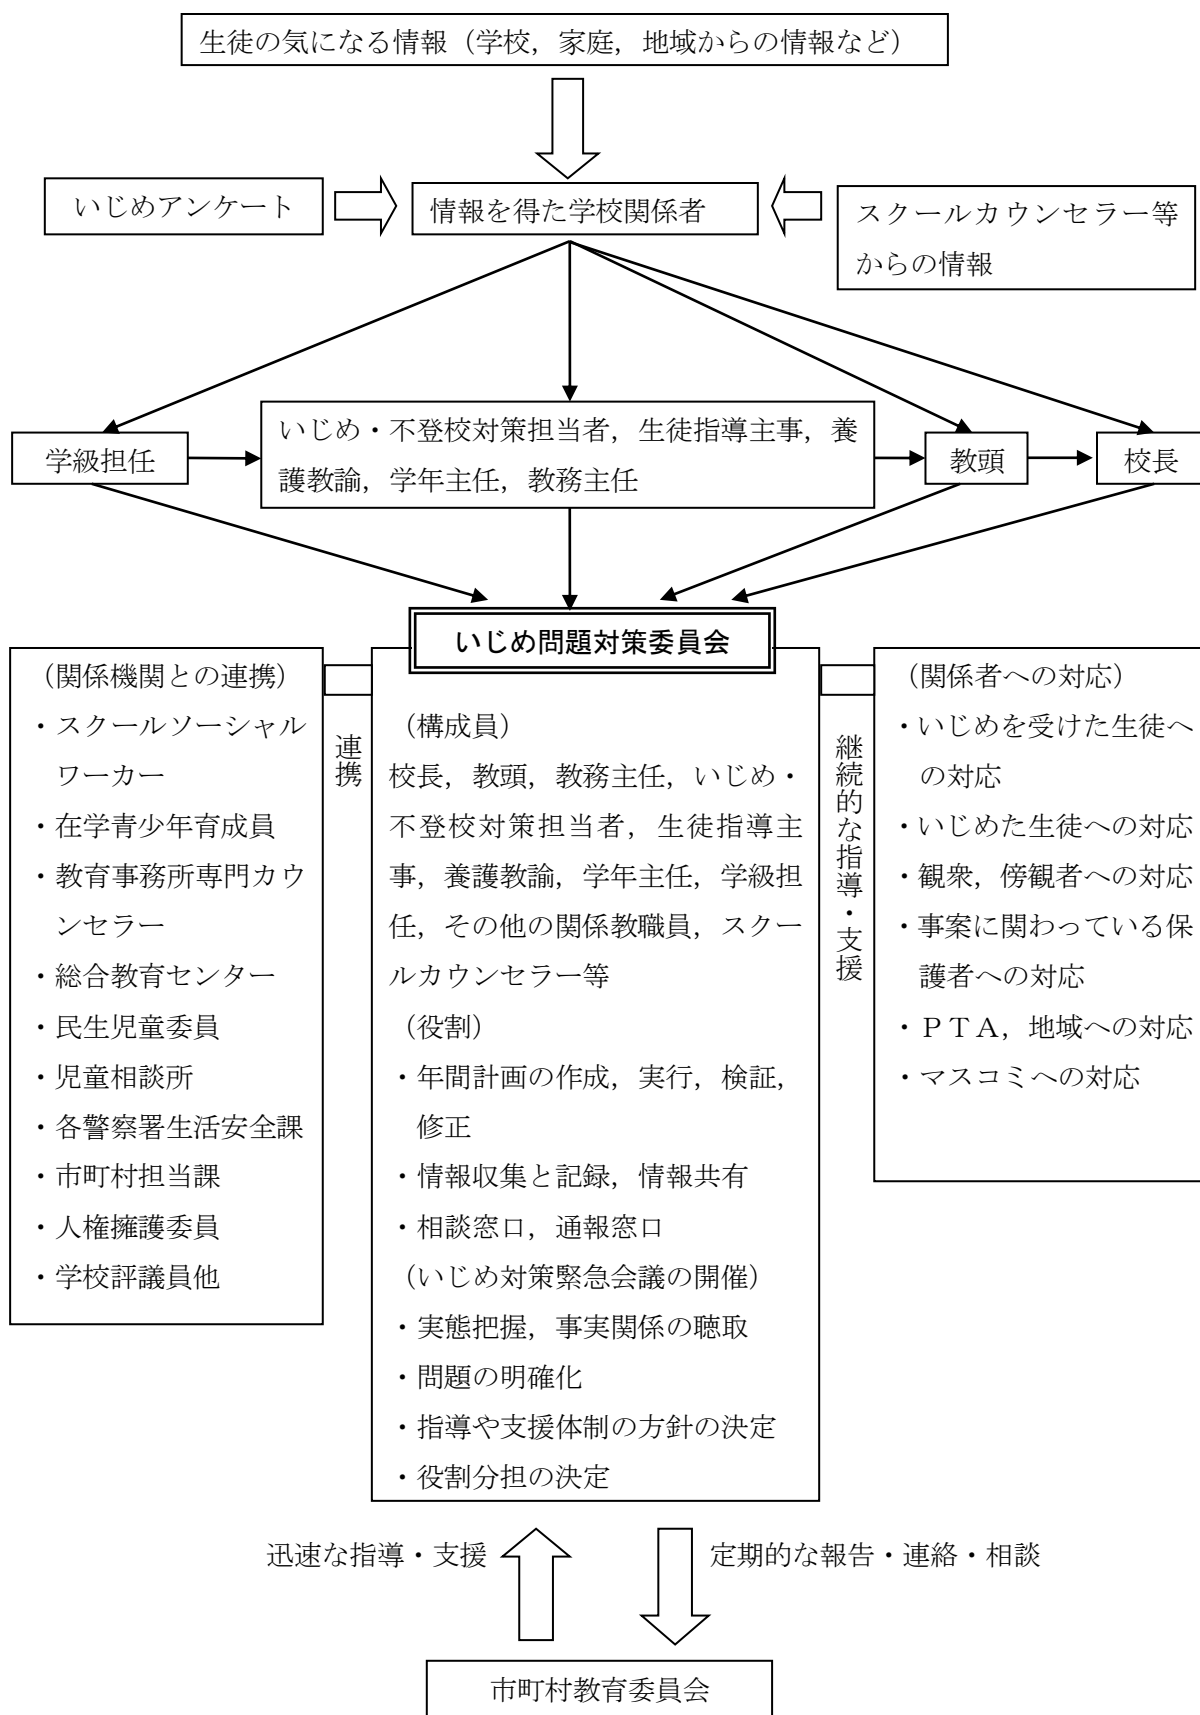 生徒の気になる情報（学校，家庭，地域からの情報など）
いじめアンケート
情報を得た学校関係者
スクールカウンセラー等
からの情報
学級担任
いじめ・不登校対策担当者，生徒指導主事，養
護教諭，学年主任，教務主任
教頭
校長
いじめ問題対策委員会
（関係機関との連携）
・スクールソーシャル
ワーカー
・在学青少年育成員
・教育事務所専門カウ
ンセラー
・総合教育センター
・民生児童委員
・児童相談所
・各警察署生活安全課
・市町村担当課
・人権擁護委員
・学校評議員他
連携
（構成員）
校長，教頭，教務主任，いじめ・
不登校対策担当者，生徒指導主
事，養護教諭，学年主任，学級担
任，その他の関係教職員，スクー
ルカウンセラー等
（役割）
・年間計画の作成，実行，検証，
修正
・情報収集と記録，情報共有
・相談窓口，通報窓口
（いじめ対策緊急会議の開催）
・実態把握，事実関係の聴取
・問題の明確化
・指導や支援体制の方針の決定
・役割分担の決定
継続的な指導・支援
（関係者への対応）
・いじめを受けた生徒へ
の対応
・いじめた生徒への対応
・観衆，傍観者への対応
・事案に関わっている保
護者への対応
・ＰＴＡ，地域への対応
・マスコミへの対応
迅速な指導・支援
定期的な報告・連絡・相談
市町村教育委員会